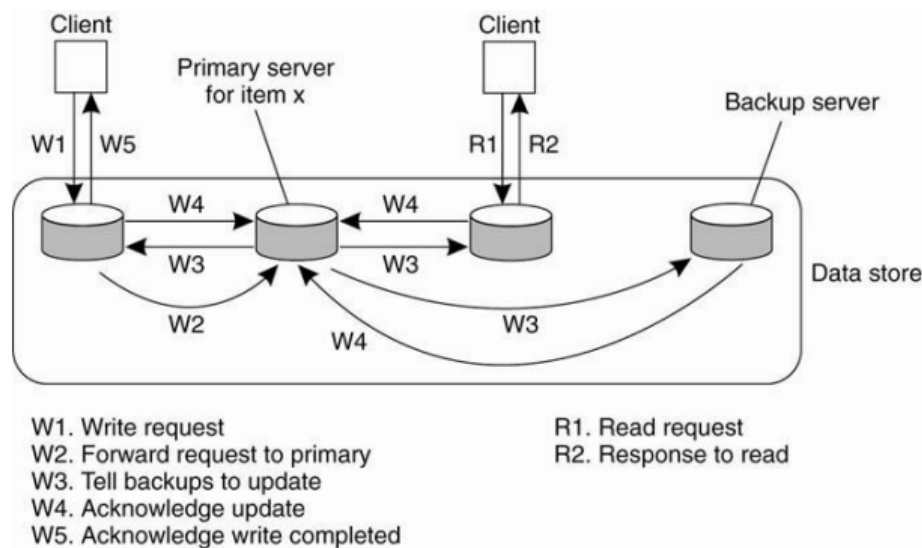 Client
Client
Primary server
for item x
Backup server
W1
W5
R1
R2
W4
W4
W3
W3
Data store
W2
W3
W4
W1. Write request
W2. Forward request to primary
W3. Tell backups to update
W4. Acknowledge update
W5. Acknowledge write completed
R1. Read request
R2. Response to read